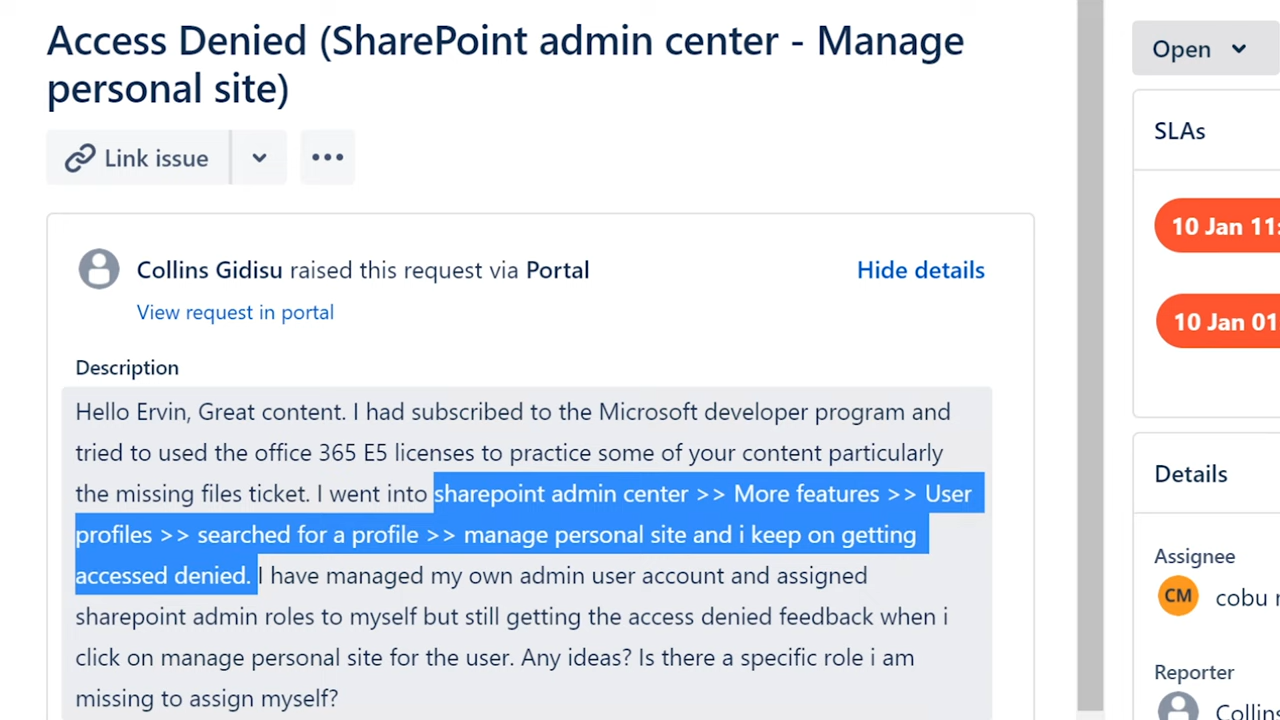 Access Denied (SharePoint admin center - Manage
personal site)
Link issue
Collins Gidisu raised this request via Portal
Hide details
View request in portal
Description
Hello Ervin, Great content. I had subscribed to the Microsoft developer program and
tried to used the office 365 E5 licenses to practice some of your content particularly
the missing files ticket. I went into sharepoint admin center >> More features >> User
profiles >> searched for a profile >> manage personal site and i keep on getting
accessed denied. I have managed my own admin user account and assigned
sharepoint admin roles to myself but still getting the access denied feedback when i
click on manage personal site for the user. Any ideas? Is there a specific role i am
missing to assign myself?
Open
SLAs
10 Jan 11:
10 Jan 01
Details
Assignee
CM cobu
Reporter
Collins